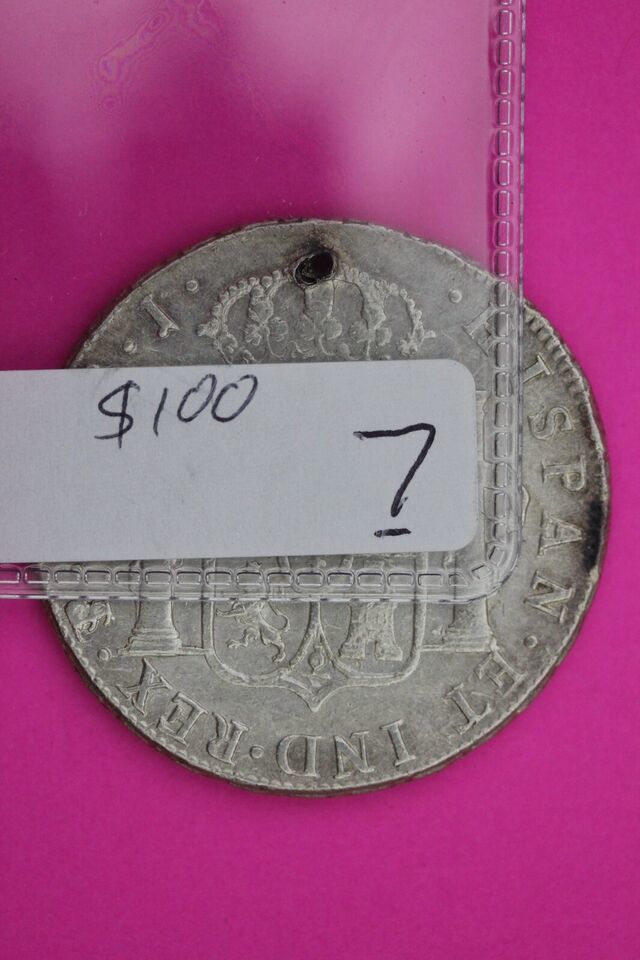 $100
7
· HISPAN · ET IND · REX ·
· I ·